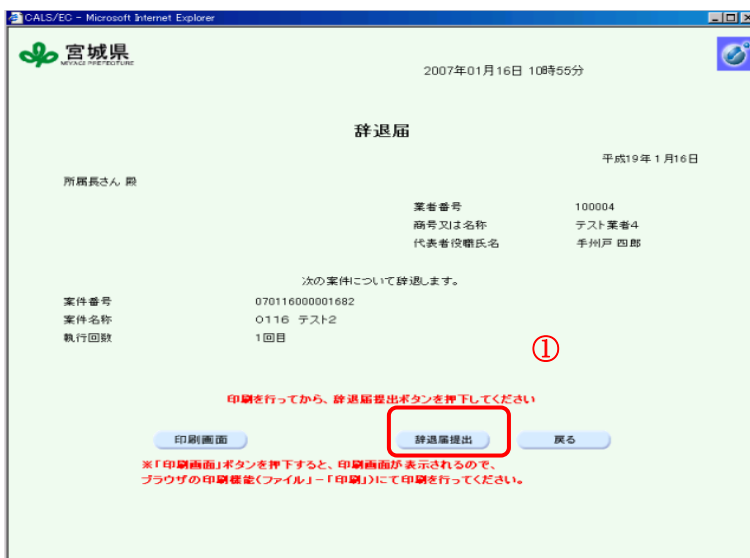 CALS/EC - Microsoft Internet Explorer
宮城県
MIYAGI PREFECTURE
2007年01月16日 10時55分
辞退届
平成19年1月16日
所属長さん 殿
業者番号 100004
商号又は名称 テスト業者4
代表者役職氏名 手州戸 四郎
次の案件について辞退します。
案件番号 070116000001682
案件名称 0116 テスト2
執行回数 1回目
①
印刷を行ってから、辞退届提出ボタンを押下してください
印刷画面 辞退届提出 戻る
※「印刷画面」ボタンを押下すると、印刷画面が表示されるので、
ブラウザの印刷機能(ファイル」-「印刷」)にて印刷を行ってください。